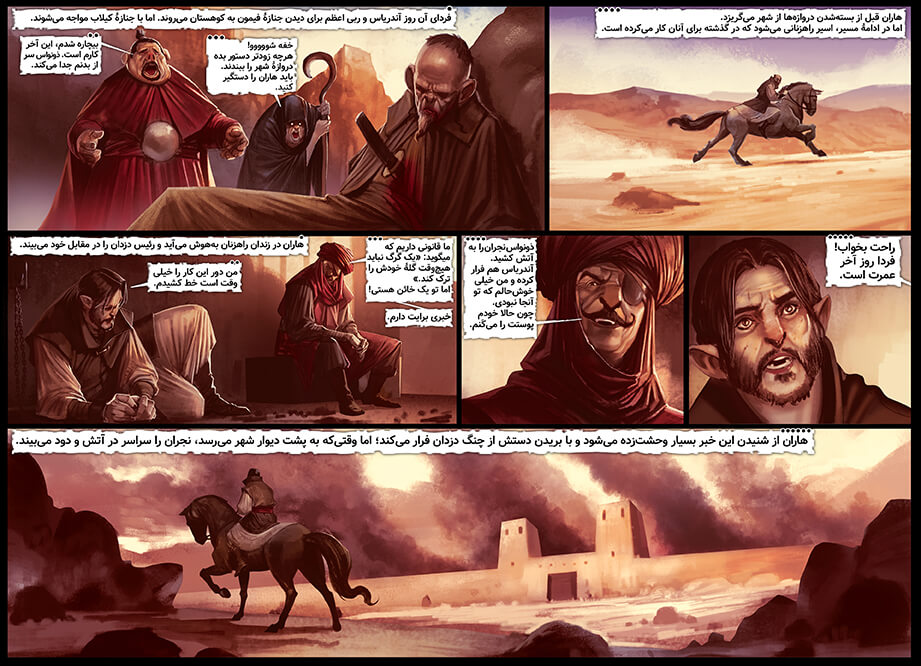 هاران قبل از بسته‌شدن دروازه‌ها از شهر می‌گریزد.
اما در ادامهٔ مسیر، اسیر راهزنانی می‌شود که در گذشته برای آنان کار می‌کرده است.
فردای آن روز آندریاس و ربی اعظم برای دیدن جنازهٔ فیمون به کوهستان می‌روند. اما با جنازهٔ کیلاب مواجه می‌شوند.
خفه شوووو!
هرچه زودتر دستور بده
دروازهٔ شهر را ببندند.
باید هاران را دستگیر
کنید.
بیچاره شدم، این آخر
کارم است. ذونواس سر
از بدنم جدا می‌کند.
هاران در زندان راهزنان به‌هوش می‌آید و رئیس دزدان را در مقابل خود می‌بیند.
ما قانونی داریم که
میگوید: «یک گرگ نباید
هیچ‌وقت گلهٔ خودش را
ترک کند.»
اما تو یک خائن هستی!
من دور این کار را خیلی
وقت است خط کشیدم.
خبری برایت دارم.
ذونواس‌نجران‌را به
آتش کشید.
آندریاس هم فرار
کرده و من خیلی
خوش‌حالم که تو
آنجا نبودی.
چون حالا خودم
پوستت را می‌کنم.
راحت بخواب!
فردا روز آخر
عمرت است.
هاران از شنیدن این خبر بسیار وحشت‌زده می‌شود و با بریدن دستش از چنگ دزدان فرار می‌کند؛ اما وقتی‌که به پشت دیوار شهر می‌رسد، نجران را سراسر در آتش و دود می‌بیند.